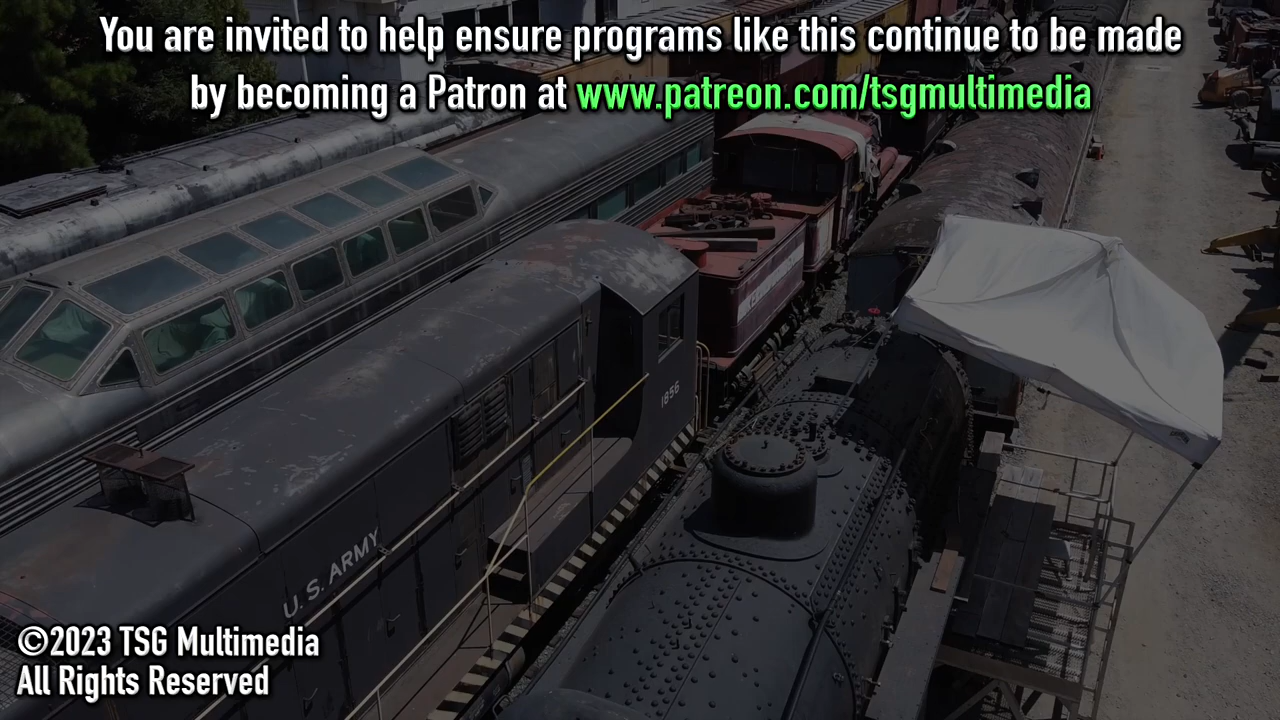 You are invited to help ensure programs like this continue to be made
by becoming a Patron at www.patreon.com/tsgmultimedia
1856
U.S. ARMY
©2023 TSG Multimedia
All Rights Reserved